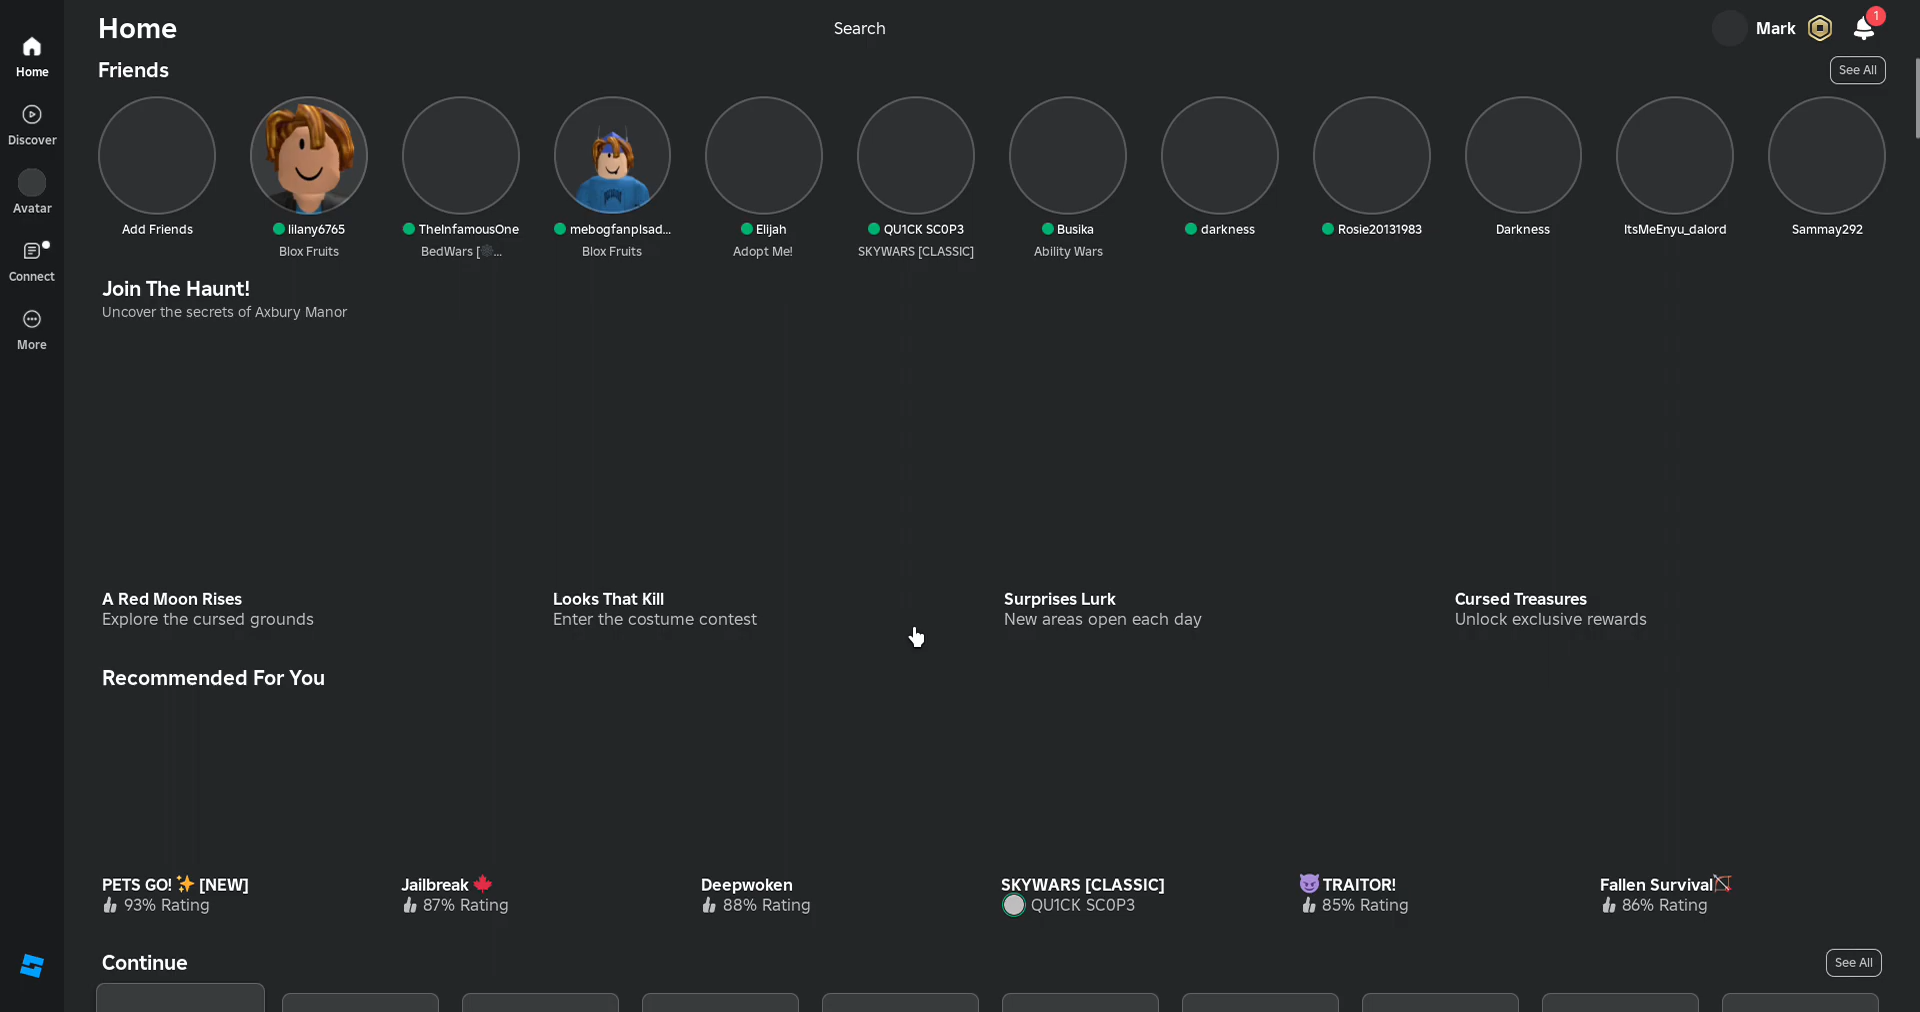 Home
Search
Mark
1
Home
Discover
Avatar
Connect
More
Friends
See All
Add Friends
lilany6765
Blox Fruits
TheInfamousOne
BedWars [...
mebogfanplsad...
Blox Fruits
Elijah
Adopt Me!
QU1CK SC0P3
SKYWARS [CLASSIC]
Busika
Ability Wars
darkness
Rosie20131983
Darkness
ItsMeEnyu_dalord
Sammay292
Join The Haunt!
Uncover the secrets of Axbury Manor
A Red Moon Rises
Explore the cursed grounds
Looks That Kill
Enter the costume contest
Surprises Lurk
New areas open each day
Cursed Treasures
Unlock exclusive rewards
Recommended For You
PETS GO! ✨ [NEW]
93% Rating
Jailbreak 🍁
87% Rating
Deepwoken
88% Rating
SKYWARS [CLASSIC]
QU1CK SC0P3
😈 TRAITOR!
85% Rating
Fallen Survival🏹
86% Rating
Continue
See All